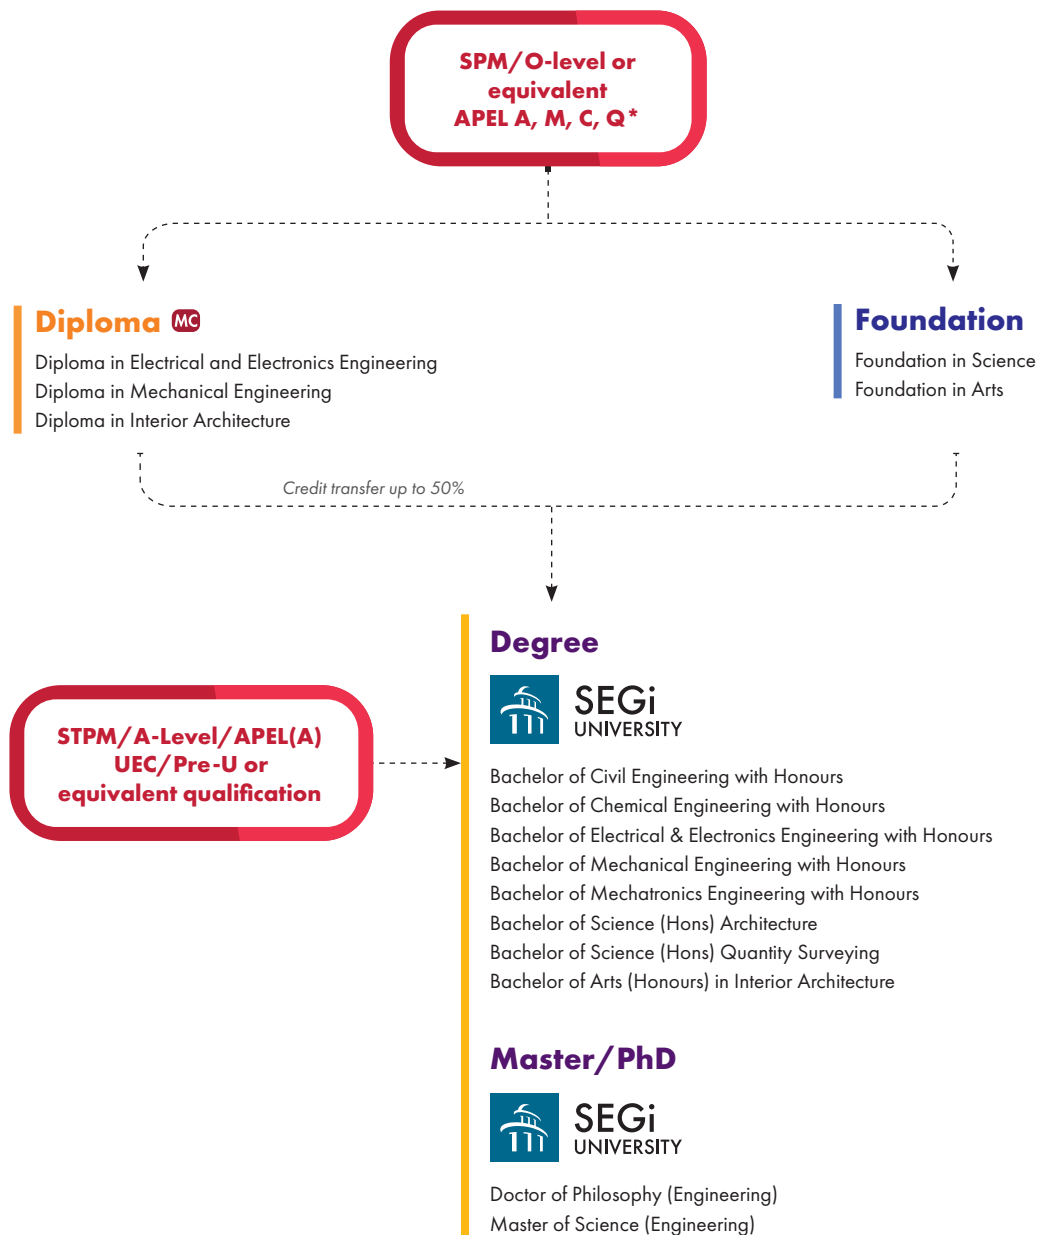 SPM/O-level or
equivalent
APEL A, M, C, Q*
Diploma MC
Diploma in Electrical and Electronics Engineering
Diploma in Mechanical Engineering
Diploma in Interior Architecture
Foundation
Foundation in Science
Foundation in Arts
Credit transfer up to 50%
STPM/A-Level/APEL(A)
UEC/Pre-U or
equivalent qualification
Degree
SEGi
UNIVERSITY
Bachelor of Civil Engineering with Honours
Bachelor of Chemical Engineering with Honours
Bachelor of Electrical & Electronics Engineering with Honours
Bachelor of Mechanical Engineering with Honours
Bachelor of Mechatronics Engineering with Honours
Bachelor of Science (Hons) Architecture
Bachelor of Science (Hons) Quantity Surveying
Bachelor of Arts (Honours) in Interior Architecture
Master/PhD
SEGi
UNIVERSITY
Doctor of Philosophy (Engineering)
Master of Science (Engineering)